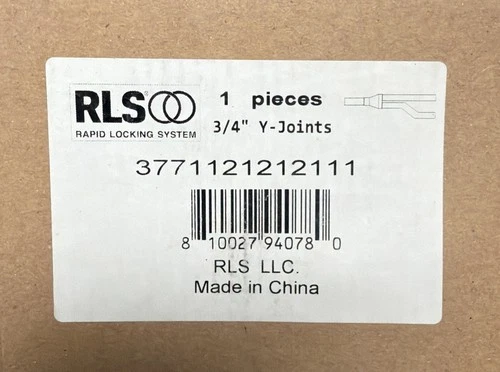 RLS
RAPID LOCKING SYSTEM
1 pieces
3/4" Y-Joints
3771121212111
8 10027 94078 0
RLS LLC.
Made in China